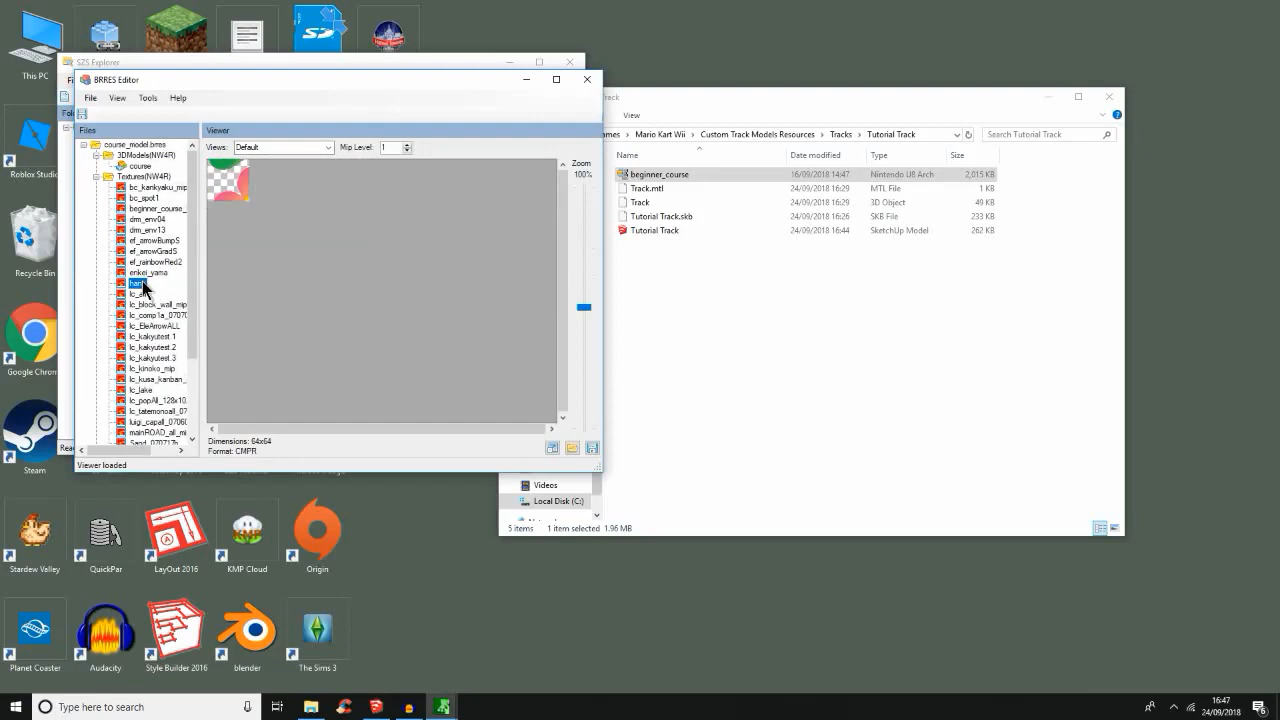 This PC
SZS Explorer
BRRES Editor
File View Tools Help
Files
Viewer
course_model.brres
3DModels(NW4R)
course
Textures(NW4R)
bc_kankyaku_mip
bc_spot1
beginner_course_
drm_env04
drm_env13
ef_arrowBumpS
ef_arrowGradS
ef_rainbowRed2
enkei_yama
lc_block_wall_mip
lc_comp1a_0707
lc_EleArrowALL
lc_kakyutest.1
lc_kakyutest.2
lc_kakyutest.3
lc_kinoko_mip
lc_kusa_kanban_
lc_lake
lc_popAll_128x10
lc_tatemonoall_07
luigi_capall_0706
mainROAD_all_mi
Views: Default Mip Level: 1
Zoom
100%
Dimensions: 64x64
Format: CMPR
Viewer loaded
Track
View
Mario Kart Wii Custom Track Models Resources Tracks Tutorial Track
Search Tutorial Track
Name Date modified Type Size
beginner_course 16/09/2018 14:47 Nintendo U8 Arch 2,015 KB
Track.mtl 24/09/2018 16:29 MTL File 1 KB
Track 24/09/2018 16:29 3D Object 49 KB
Tutorial Track.skb 24/09/2018 16:26 SKB File 233 KB
Tutorial Track 24/09/2018 16:44 SketchUp Model 262 KB
Videos
Local Disk (C:)
5 items 1 item selected 1.96 MB
Roblox Studio
Recycle Bin
Google Chrom
Steam
Stardew Valley
QuickPar
LayOut 2016
KMP Cloud
Origin
Planet Coaster
Audacity
Style Builder 2016
blender
The Sims 3
Type here to search
16:47
24/09/2018